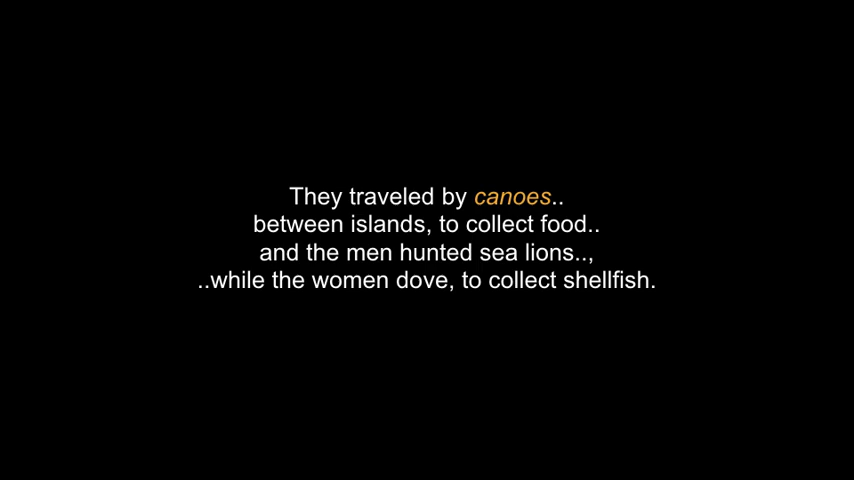 They traveled by canoes..
between islands, to collect food..
and the men hunted sea lions..,
..while the women dove, to collect shellfish.